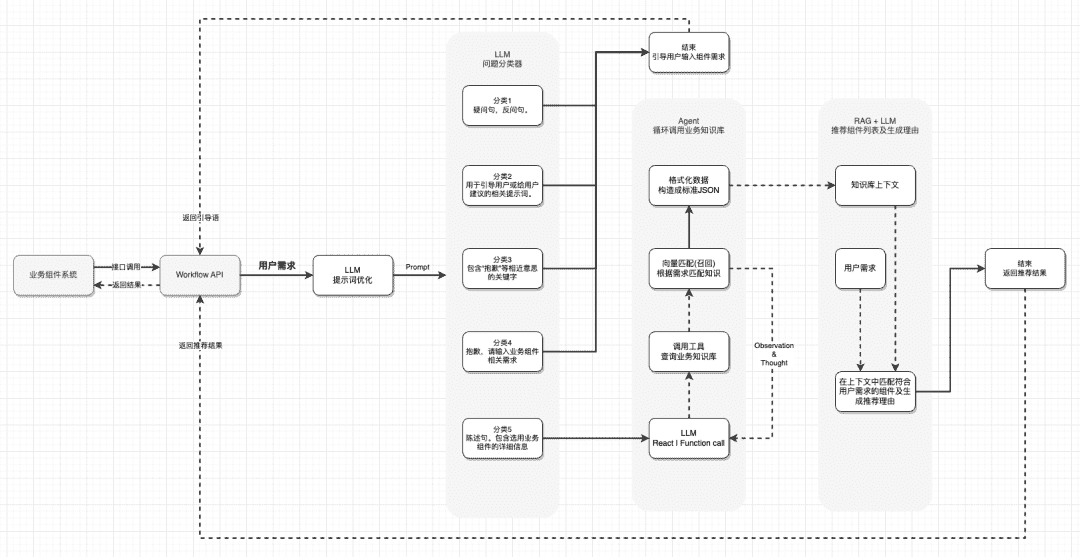 结束
引导用户输入组件需求
LLM
问题分类器
分类1
疑问句，反问句。
分类2
用于引导用户或给用户
建议的相关提示词。
分类3
包含"抱歉"等相近意思
的关键字
分类4
抱歉，请输入业务组件
相关需求
分类5
陈述句。包含选用业务
组件的详细信息
Agent
循环调用业务知识库
格式化数据
构造成标准JSON
向量匹配(召回)
根据需求匹配知识
调用工具
查询业务知识库
LLM
React | Function call
Observation
&
Thought
RAG + LLM
推荐组件列表及生成理由
知识库上下文
用户需求
在上下文中匹配符合
用户需求的组件及生
成推荐理由
结束
返回推荐结果
返回引导语
业务组件系统
接口调用
返回结果
Workflow API
用户需求
LLM
提示词优化
Prompt
返回推荐结果